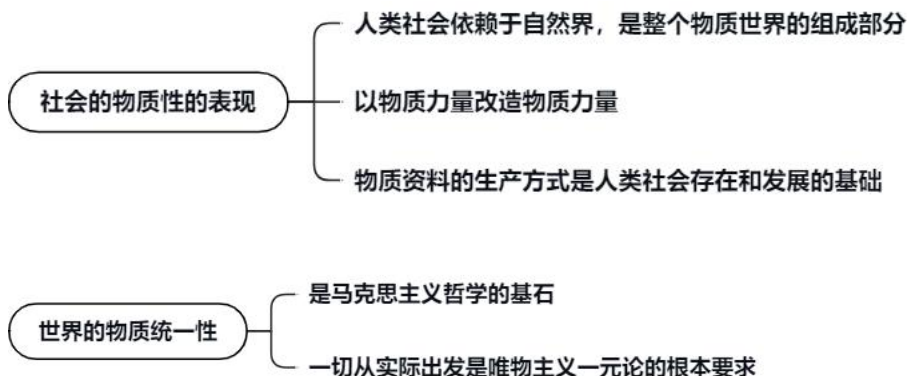 人类社会依赖于自然界，是整个物质世界的组成部分
社会的物质性的表现
以物质力量改造物质力量
物质资料的生产方式是人类社会存在和发展的基础
是马克思主义哲学的基石
世界的物质统一性
一切从实际出发是唯物主义一元论的根本要求